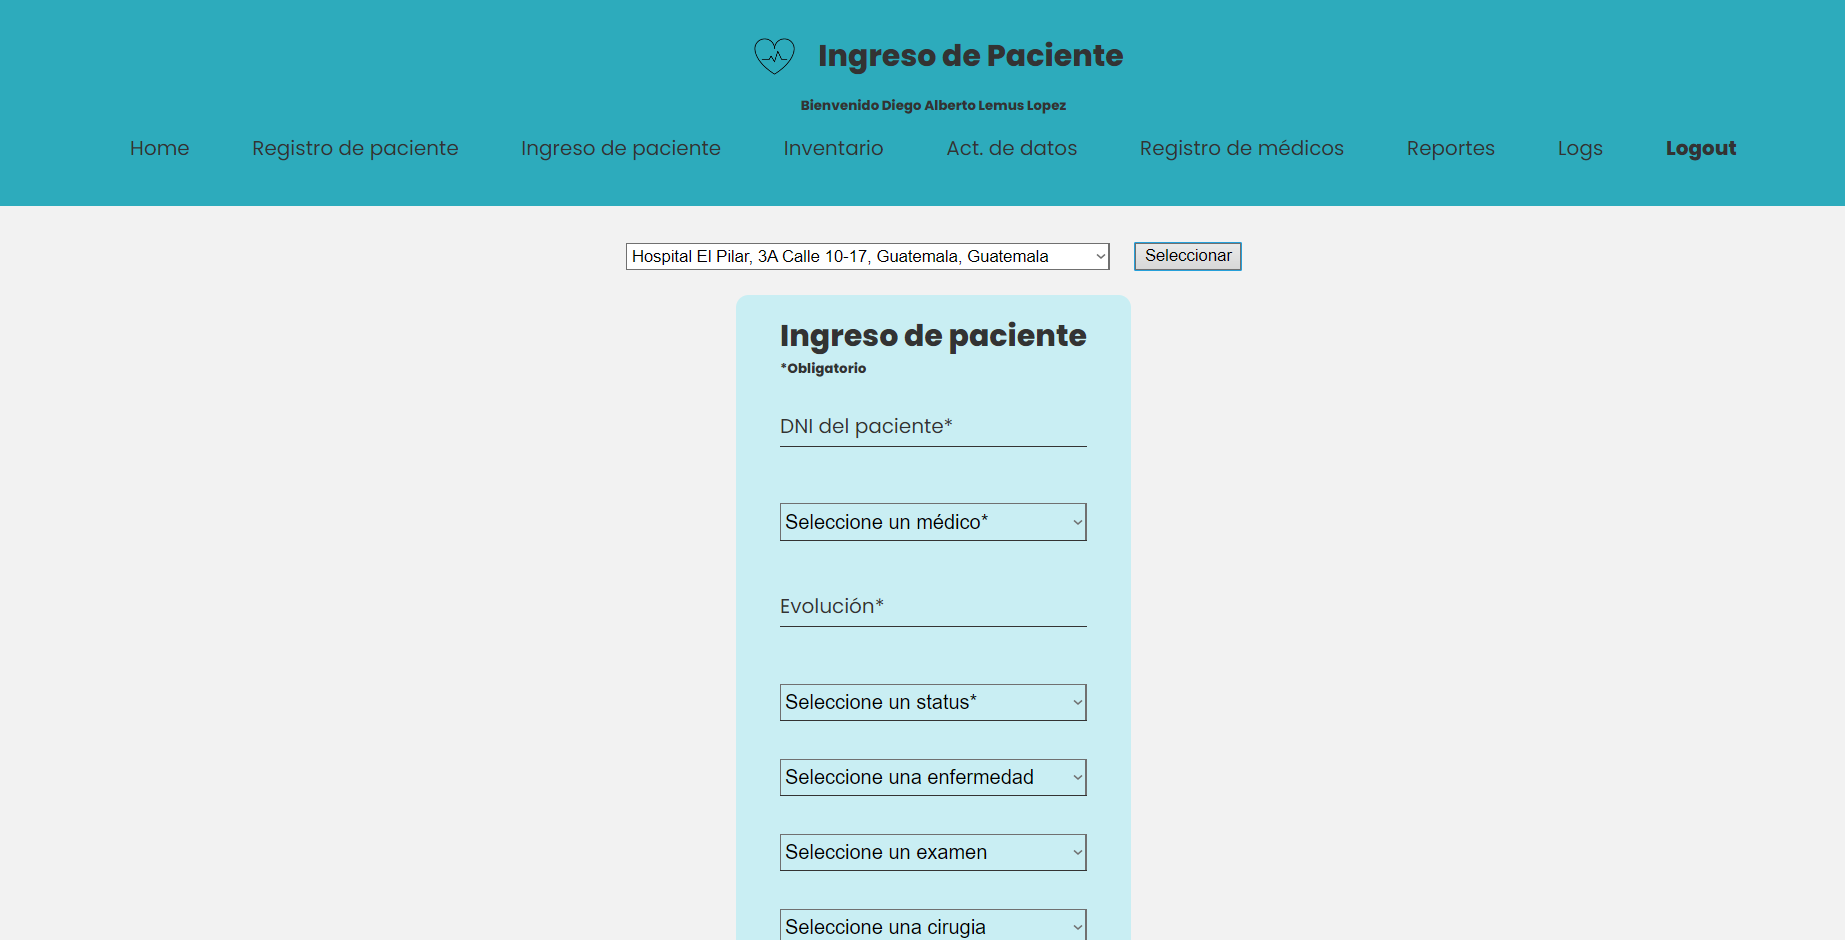 Ingreso de Paciente
Bienvenido Diego Alberto Lemus Lopez
Home Registro de paciente Ingreso de paciente Inventario Act. de datos Registro de médicos Reportes Logs Logout
Hospital El Pilar, 3A Calle 10-17, Guatemala, Guatemala Seleccionar
Ingreso de paciente
*Obligatorio
DNI del paciente*
Seleccione un médico*
Evolución*
Seleccione un status*
Seleccione una enfermedad
Seleccione un examen
Seleccione una cirugia